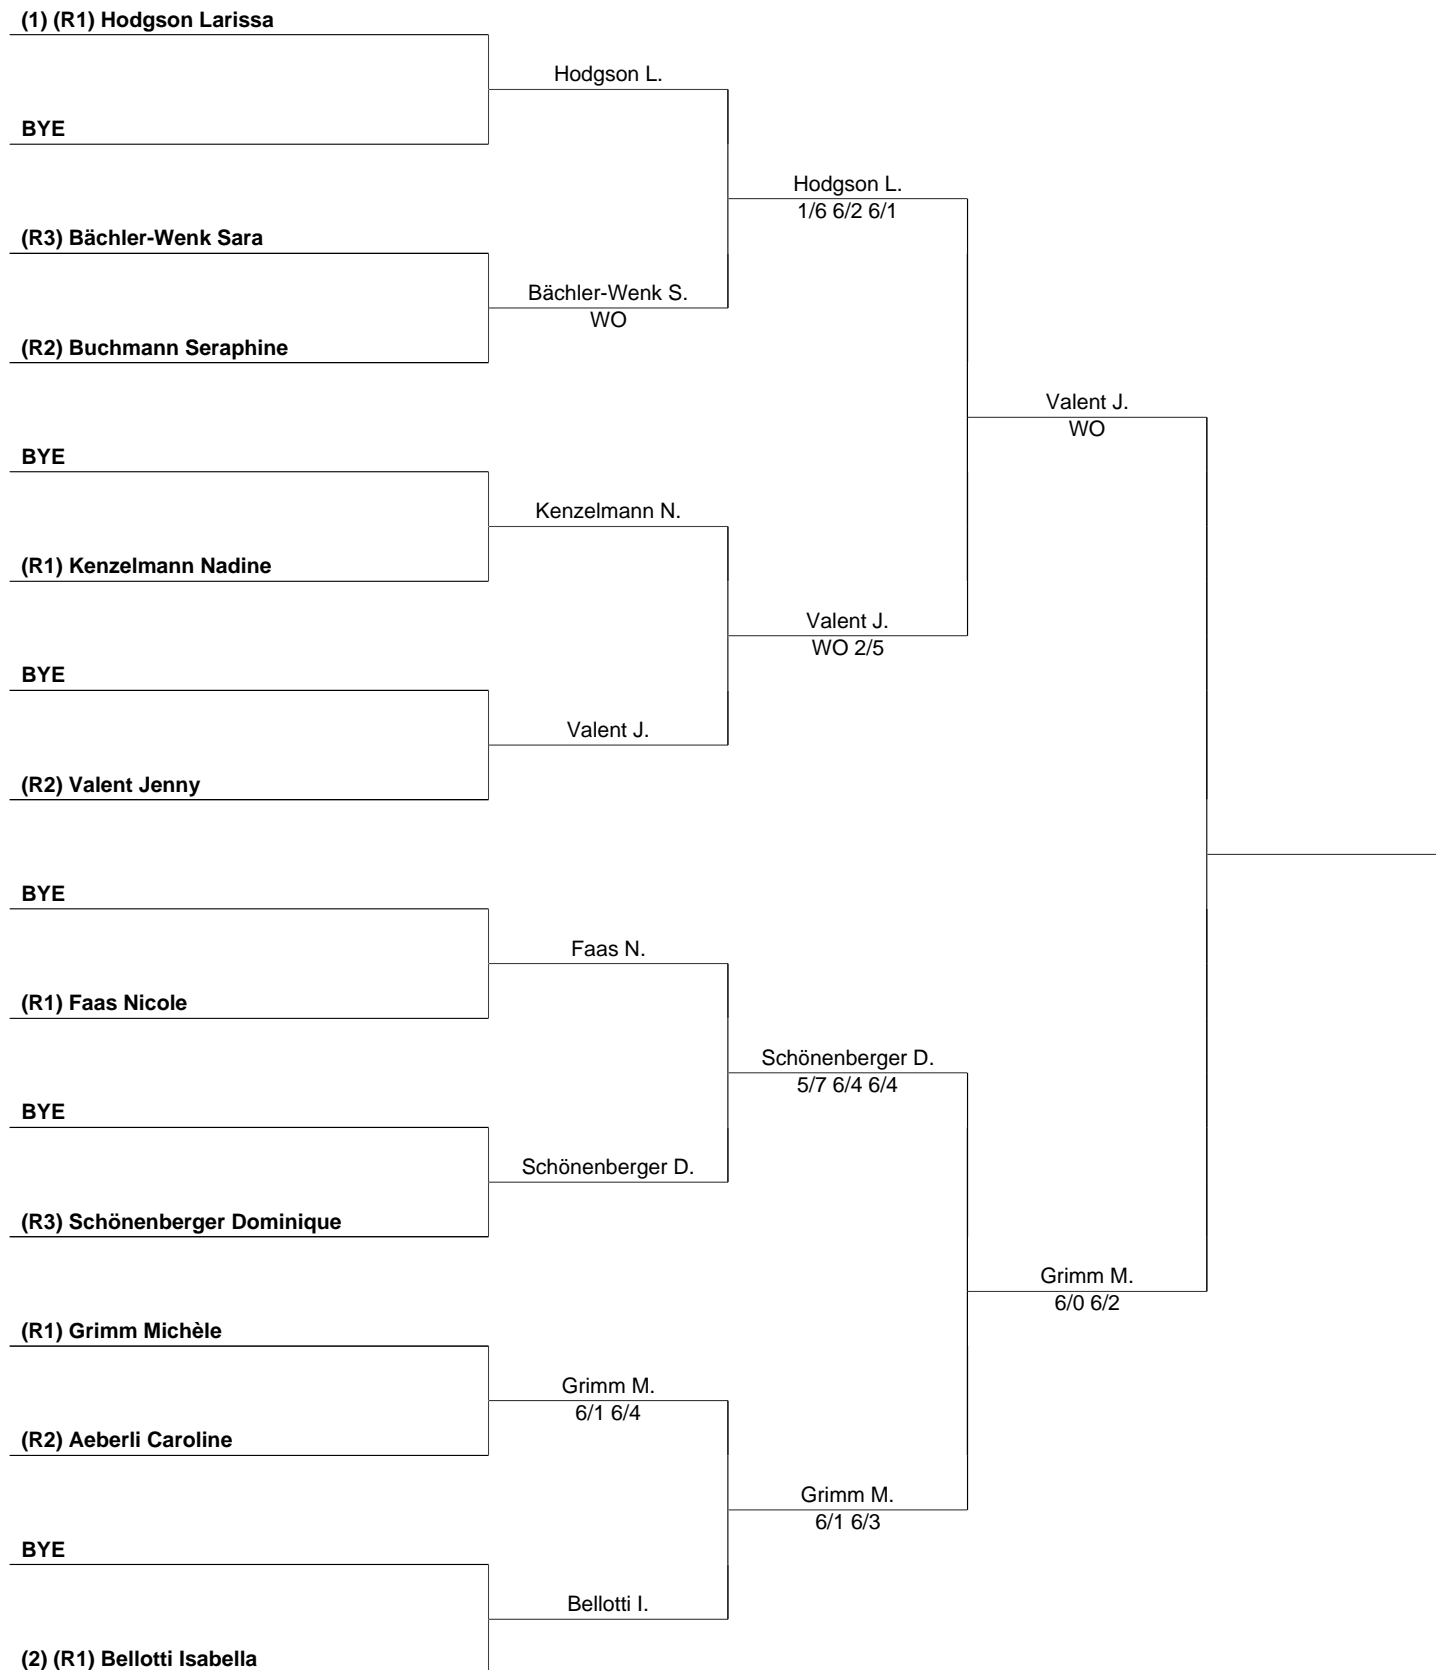 (1) (R1) Hodgson Larissa
Hodgson L.
BYE
Hodgson L.
1/6 6/2 6/1
(R3) Bächler-Wenk Sara
Bächler-Wenk S.
WO
(R2) Buchmann Seraphine
Valent J.
WO
BYE
Kenzelmann N.
(R1) Kenzelmann Nadine
Valent J.
WO 2/5
BYE
Valent J.
(R2) Valent Jenny
BYE
Faas N.
(R1) Faas Nicole
Schönenberger D.
5/7 6/4 6/4
BYE
Schönenberger D.
(R3) Schönenberger Dominique
Grimm M.
6/0 6/2
(R1) Grimm Michèle
Grimm M.
6/1 6/4
(R2) Aeberli Caroline
Grimm M.
6/1 6/3
BYE
Bellotti I.
(2) (R1) Bellotti Isabella